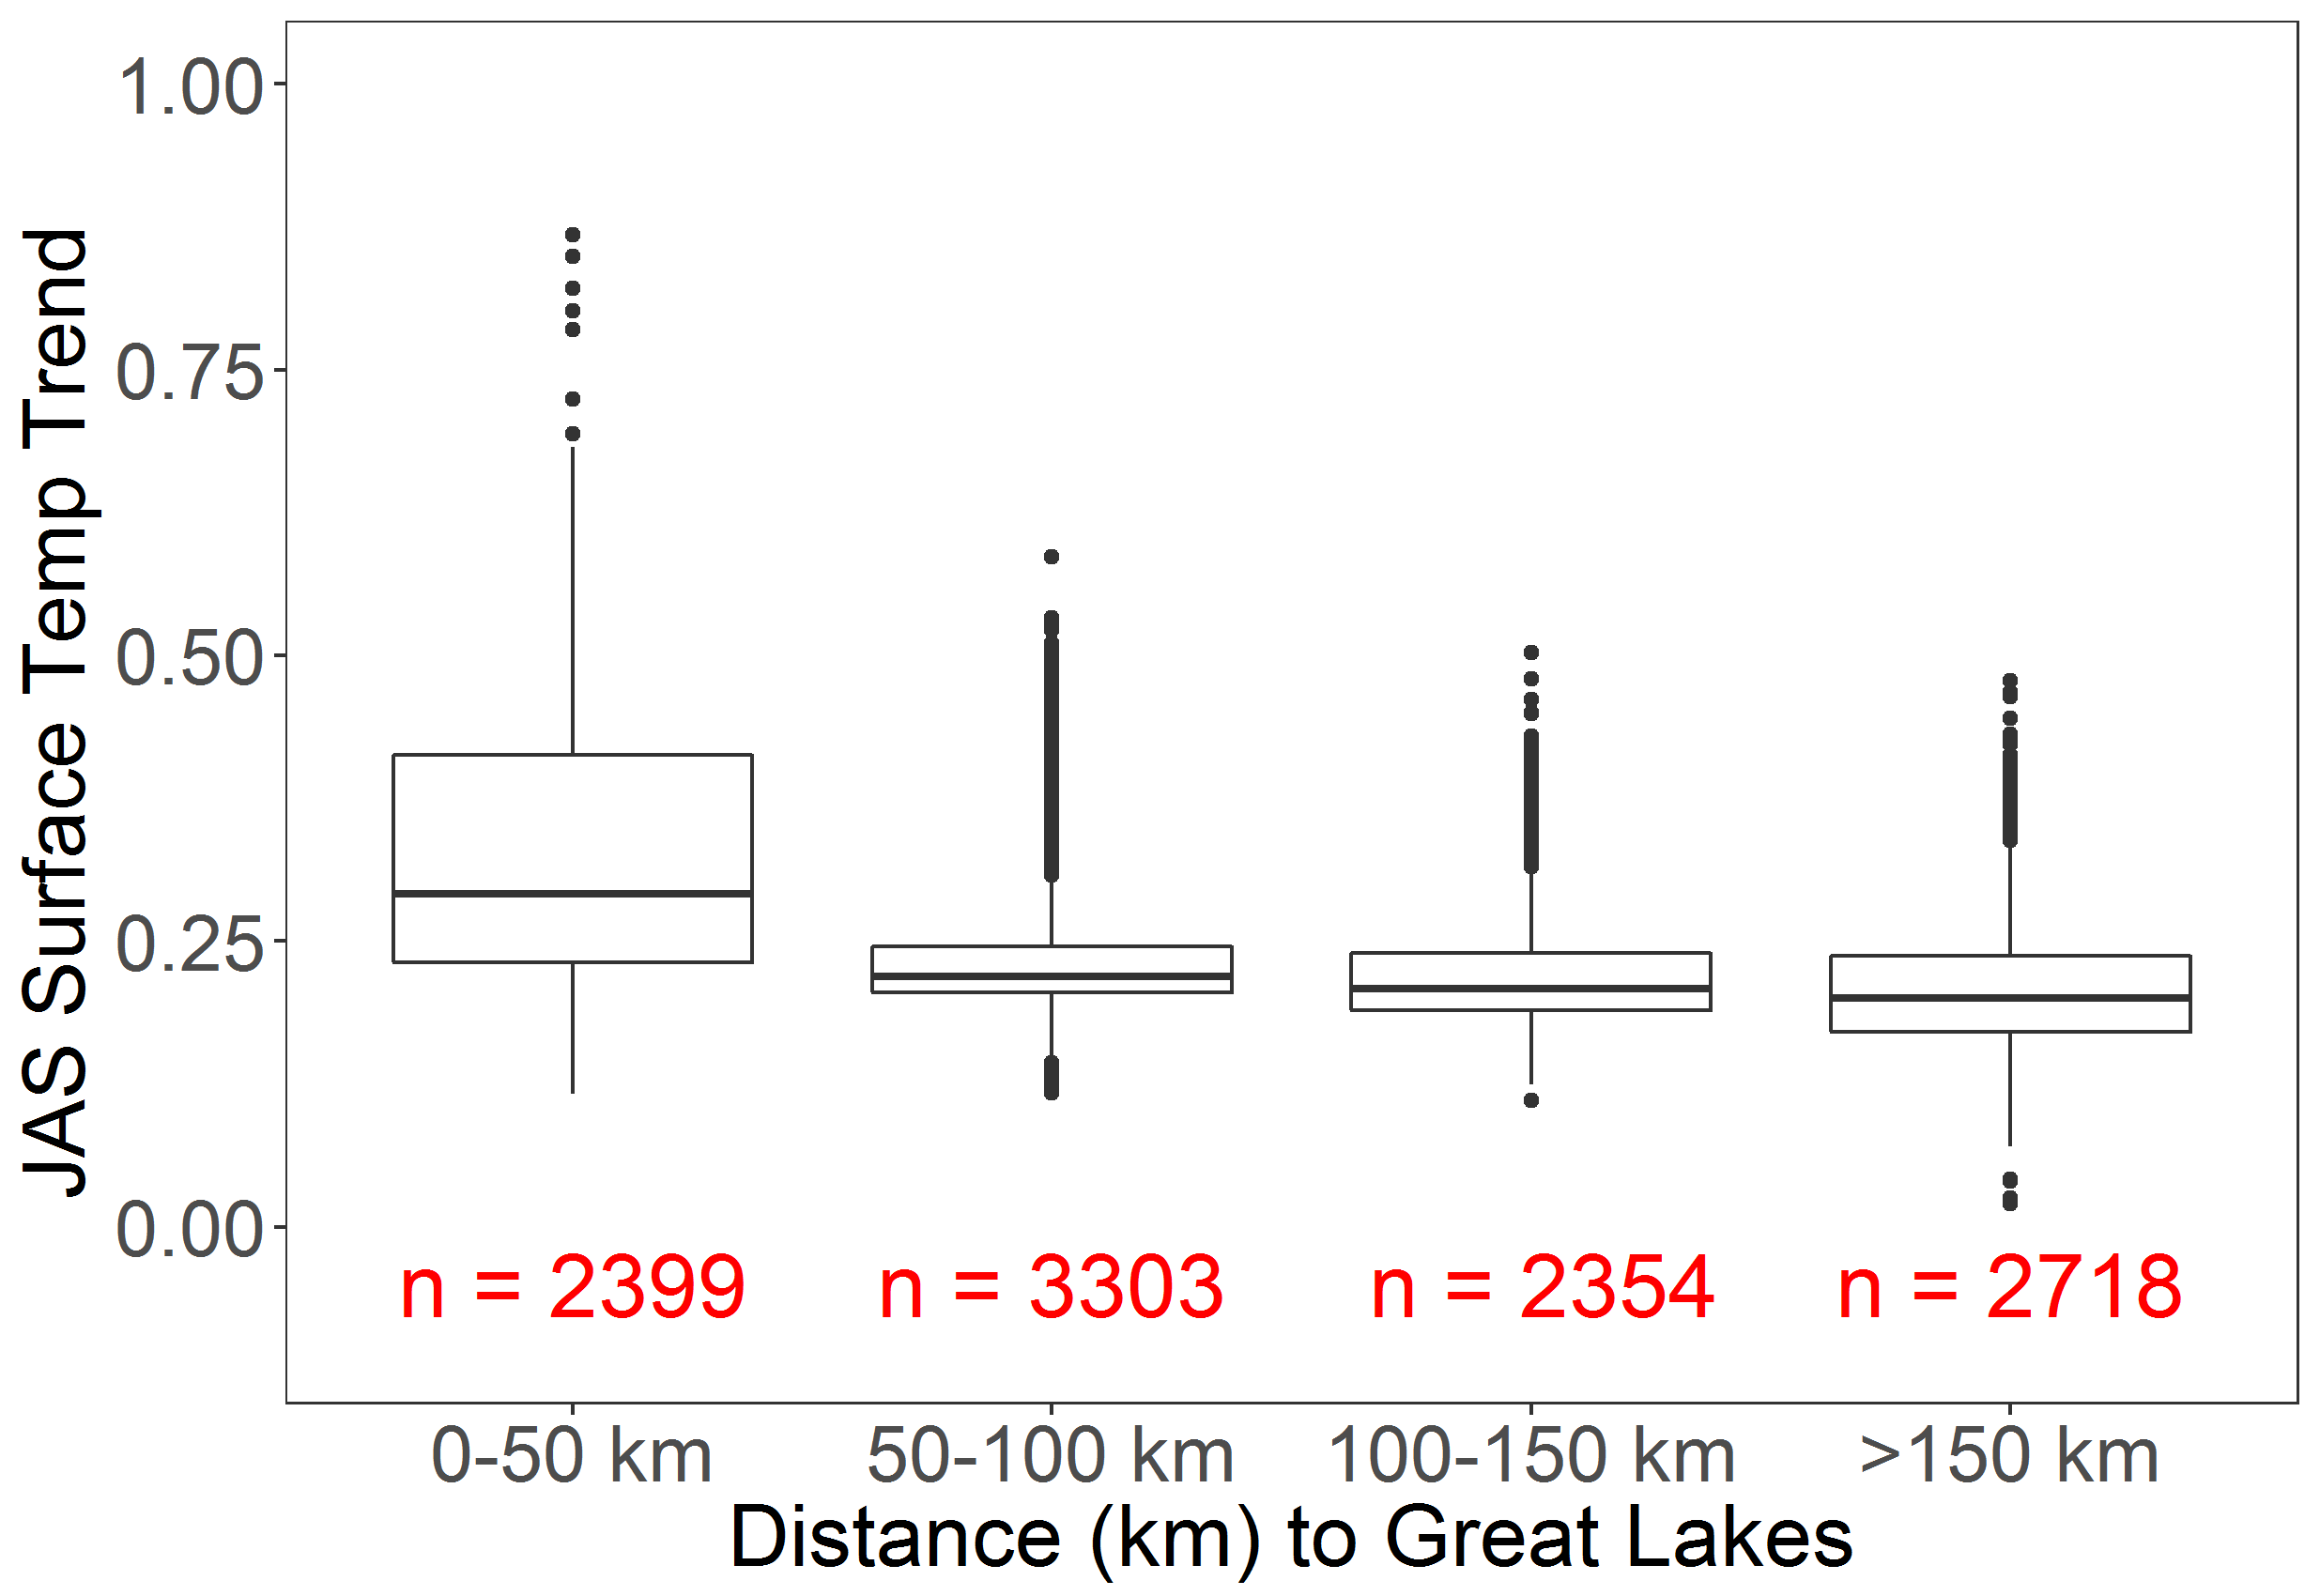 JAS Surface Temp Trend
1.00
0.75
0.50
0.25
0.00
n = 2399 n = 3303 n = 2354 n = 2718
0-50 km 50-100 km 100-150 km >150 km
Distance (km) to Great Lakes